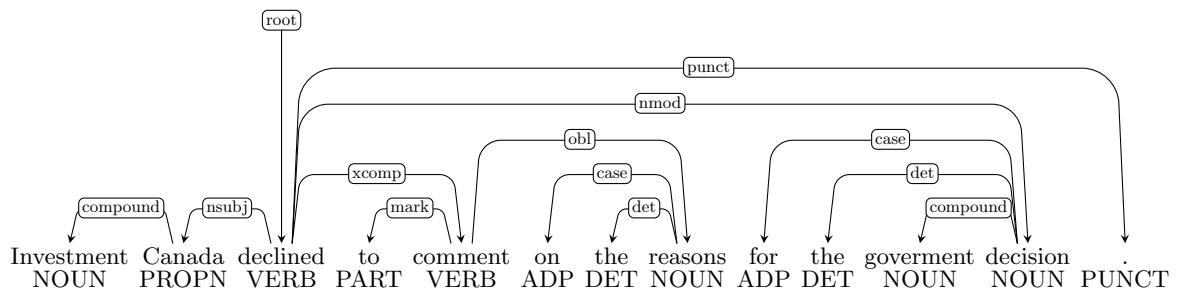 root
punct
nmod
obl case
xcomp case det
compound nsubj mark det compound
Investment Canada declined to comment on the reasons for the goverment decision .
NOUN PROPN VERB PART VERB ADP DET NOUN ADP DET NOUN NOUN PUNCT